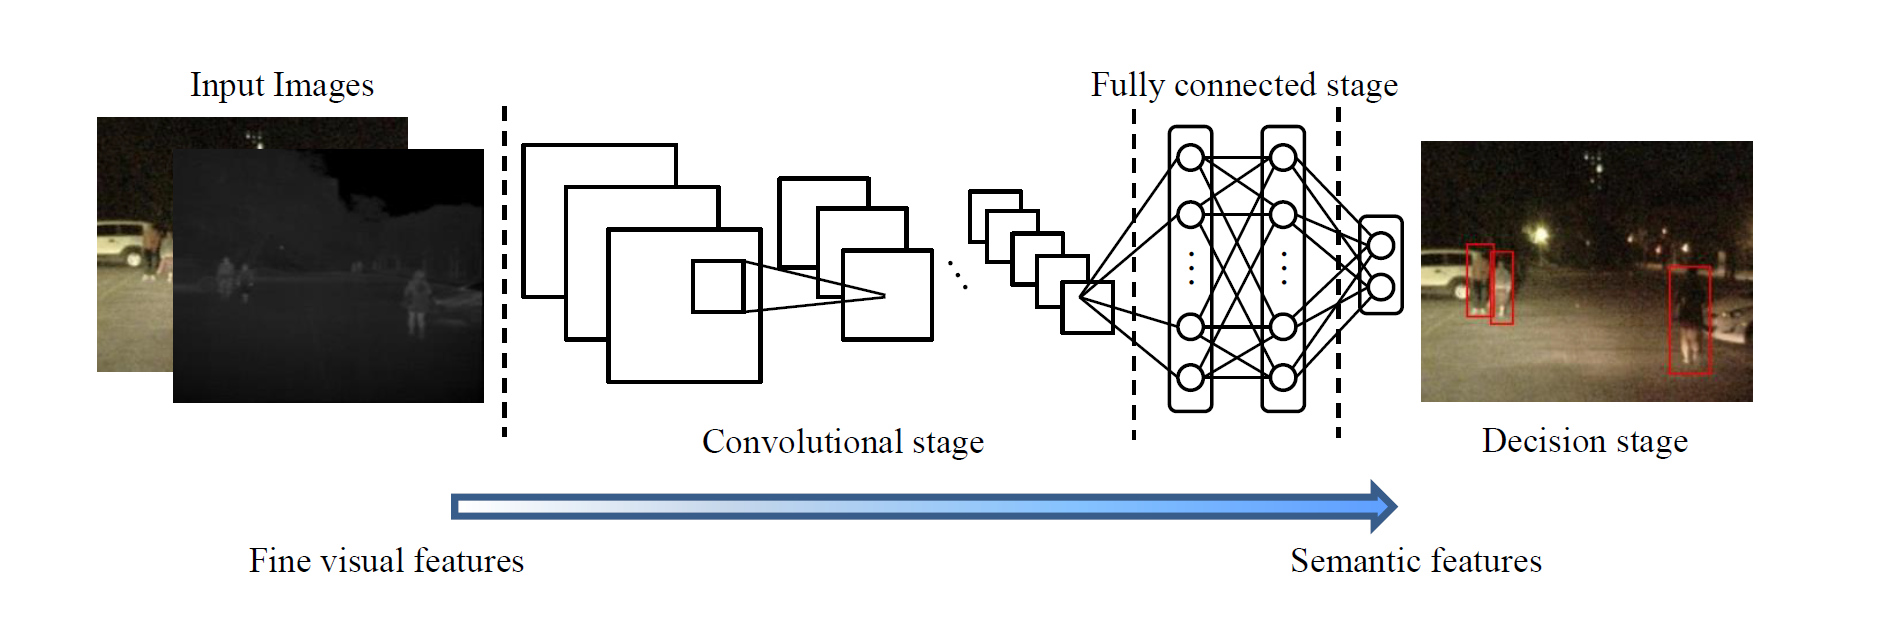 Input Images
Fully connected stage
Convolutional stage
Decision stage
Fine visual features
Semantic features